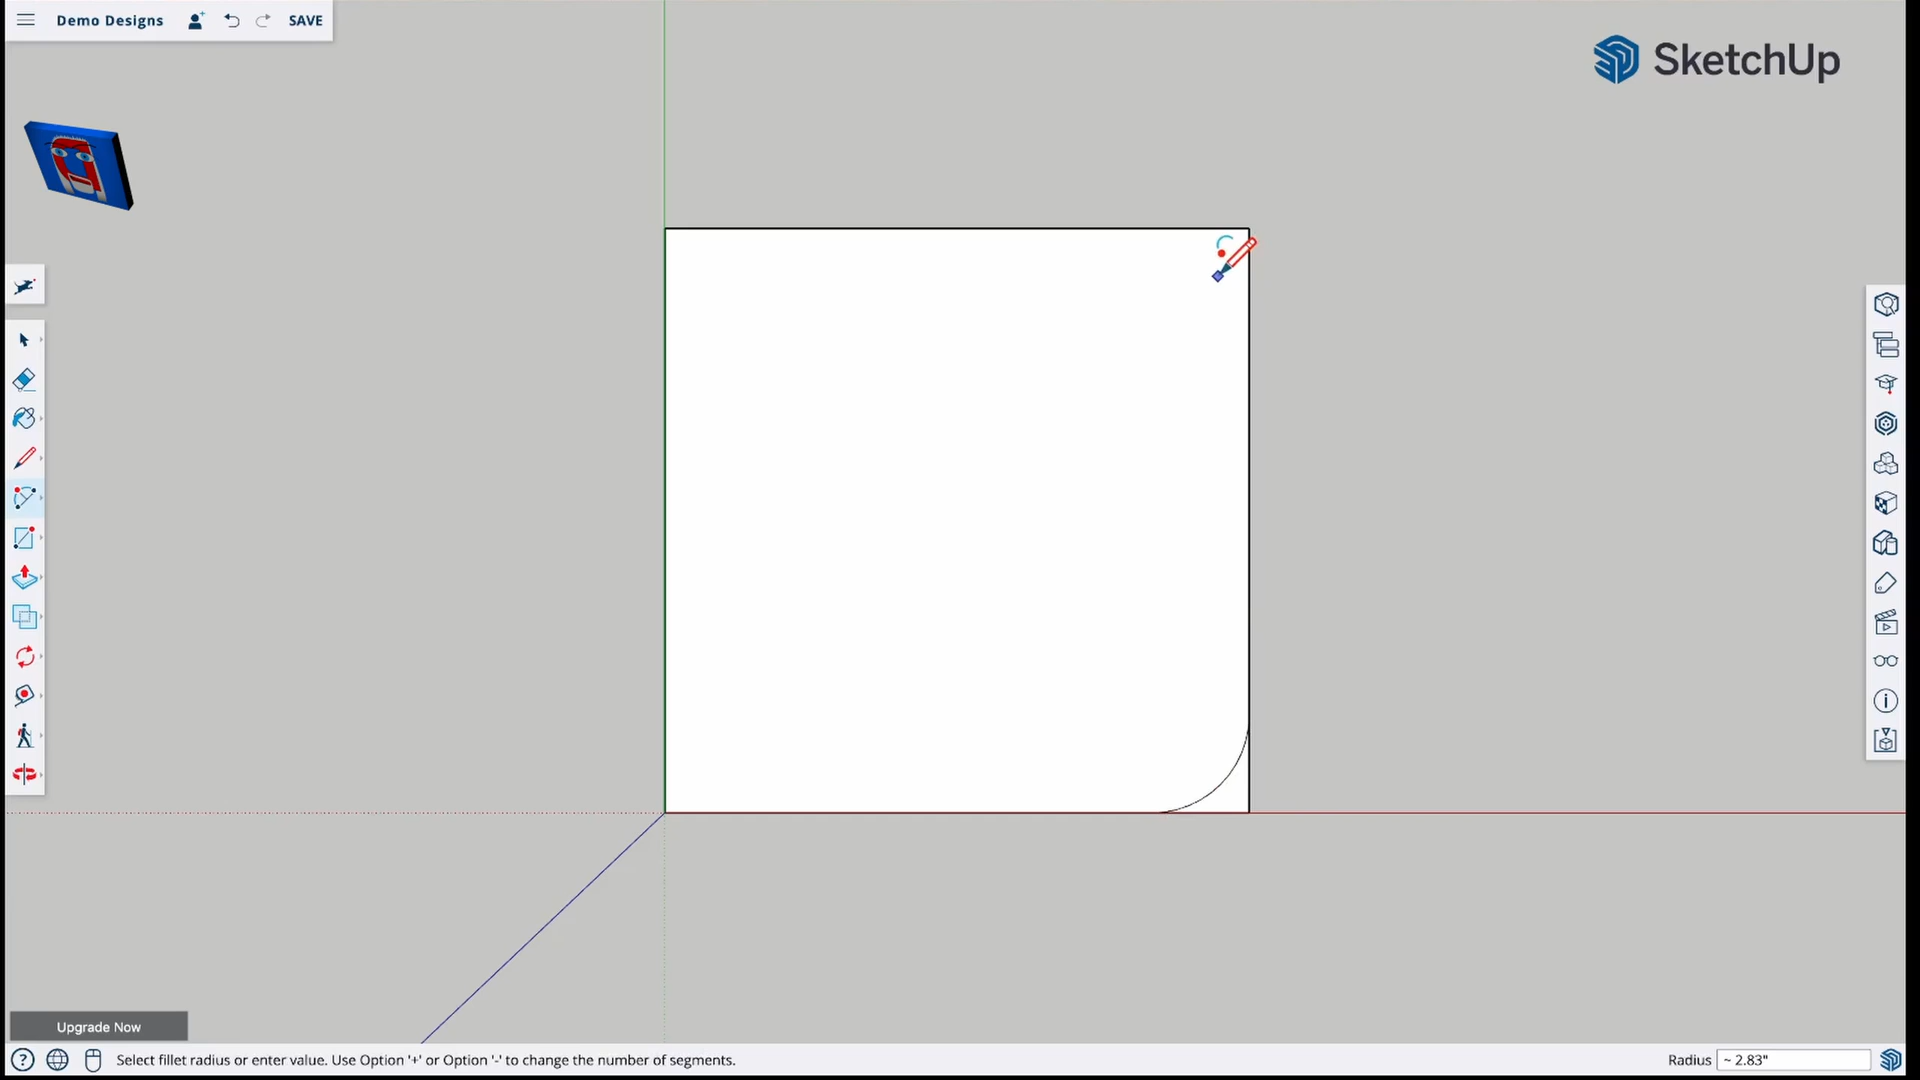 Demo Designs
SAVE
SketchUp
Upgrade Now
Select fillet radius or enter value. Use Option '+' or Option '-' to change the number of segments.
Radius
~ 2.83"